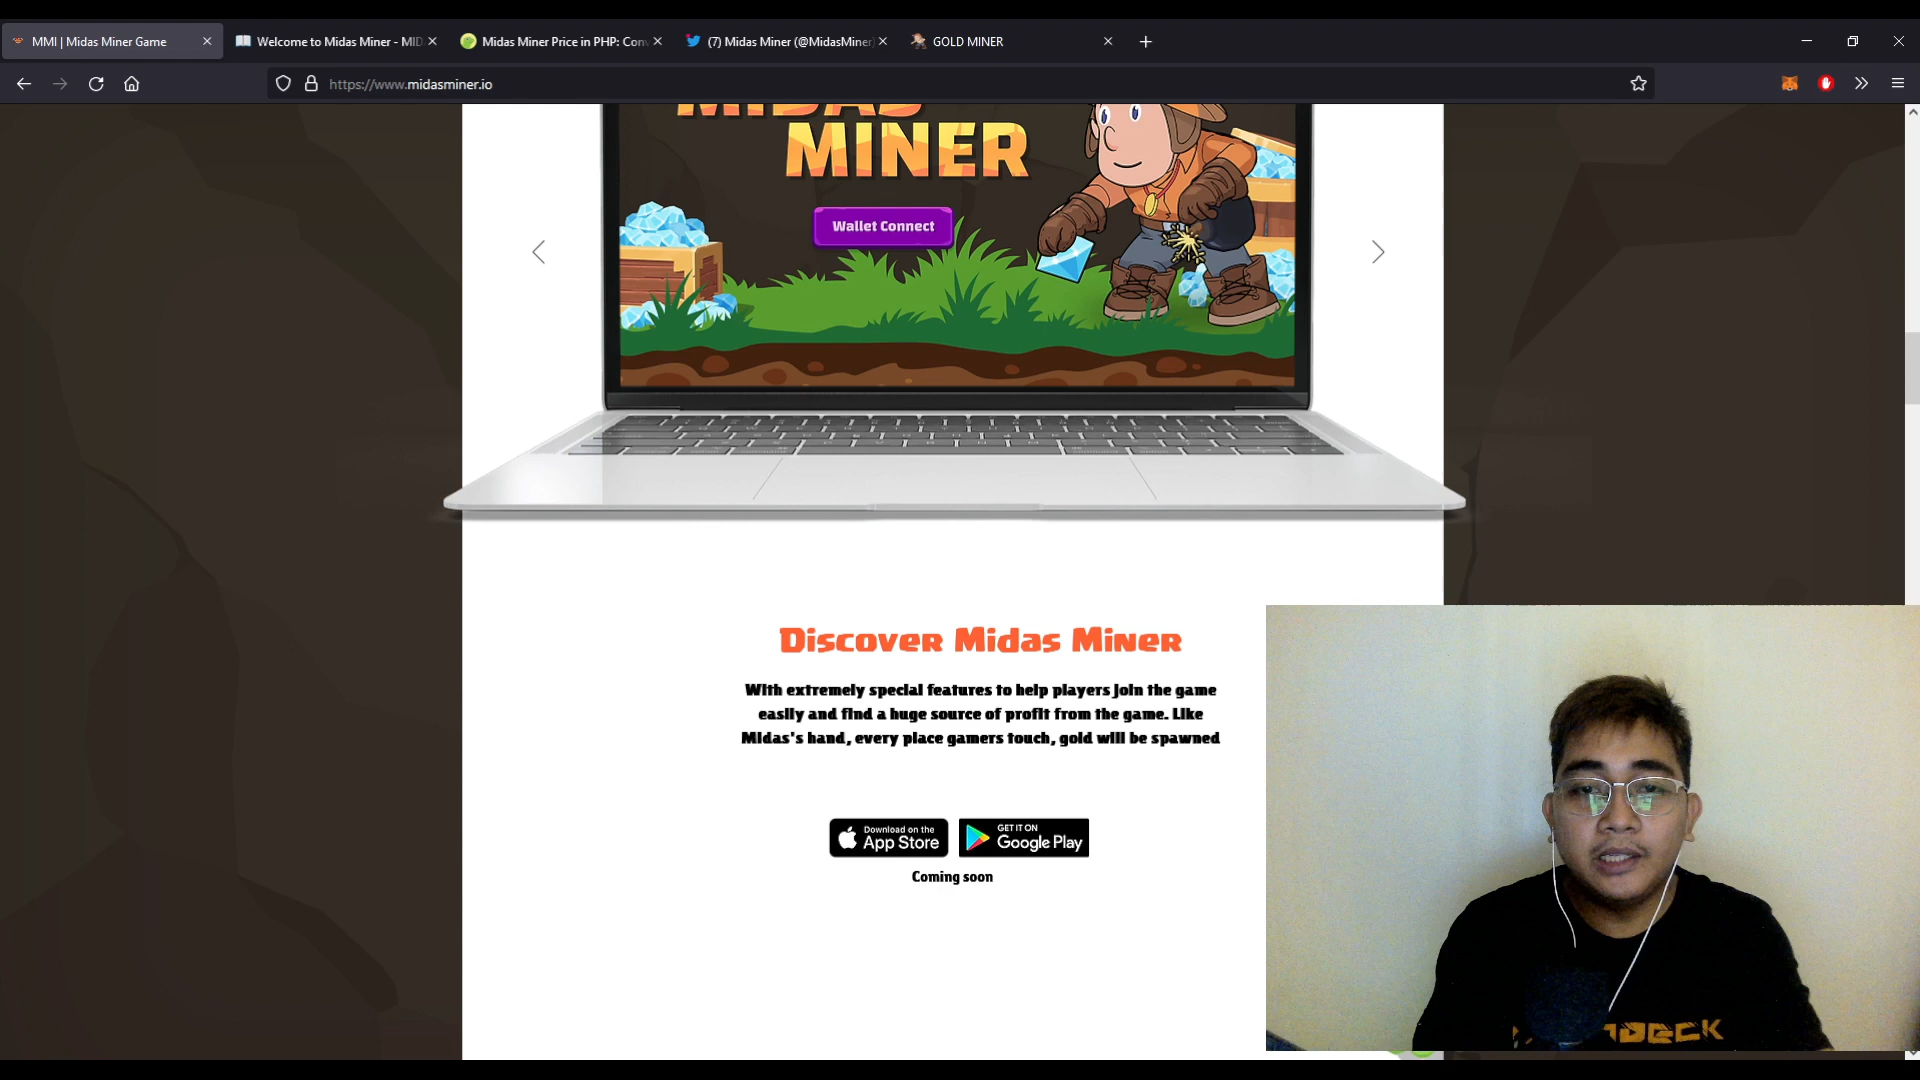 MMI | Midas Miner Game
Welcome to Midas Miner - MID
Midas Miner Price in PHP: Con
(7) Midas Miner (@MidasMiner)
GOLD MINER
https://www.midasminer.io
MIDAS
MINER
Wallet Connect
Discover Midas Miner
With extremely special features to help players join the game
easily and find a huge source of profit from the game. Like
Midas's hand, every place gamers touch, gold will be spawned
Download on the
App Store
GET IT ON
Google Play
Coming soon